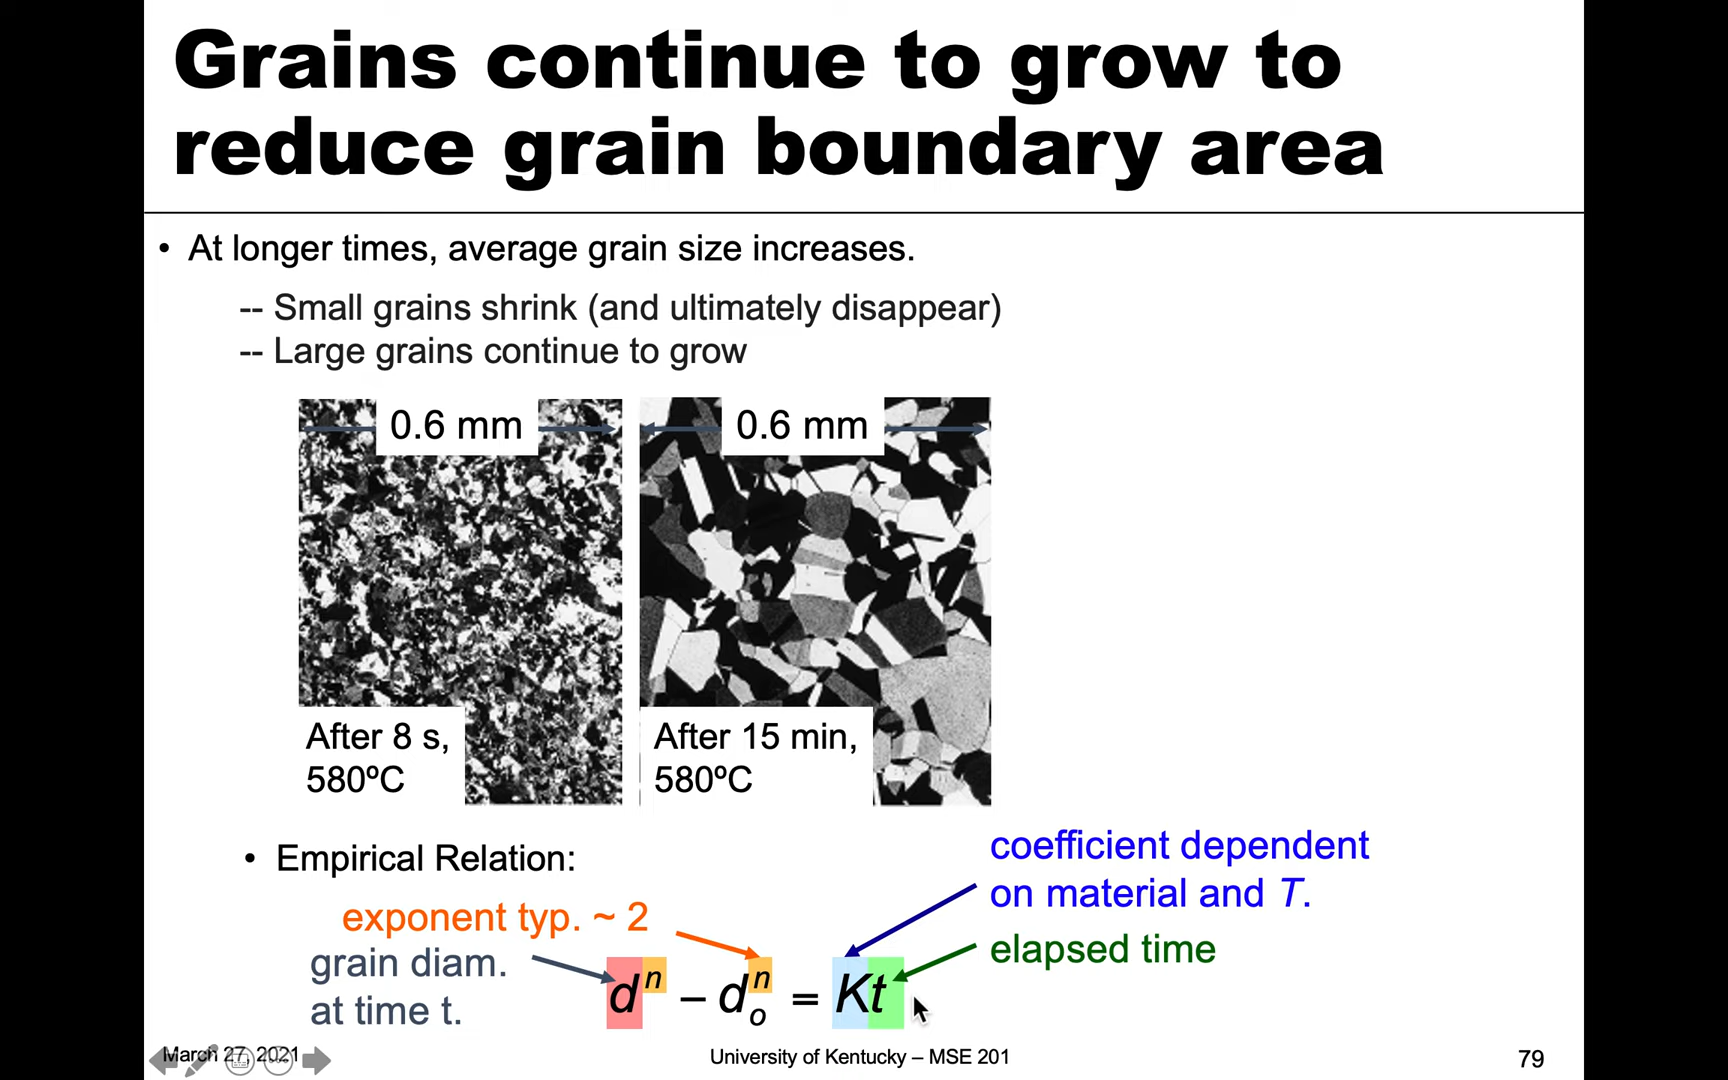 Grains continue to grow to
reduce grain boundary area
• At longer times, average grain size increases.
-- Small grains shrink (and ultimately disappear)
-- Large grains continue to grow
0.6 mm
0.6 mm
After 8 s,
580ºC
After 15 min,
580ºC
• Empirical Relation:
coefficient dependent
on material and T.
exponent typ. ~ 2
elapsed time
grain diam.
at time t.
dⁿ – dₒⁿ = Kt
March 27, 2021
University of Kentucky – MSE 201
79